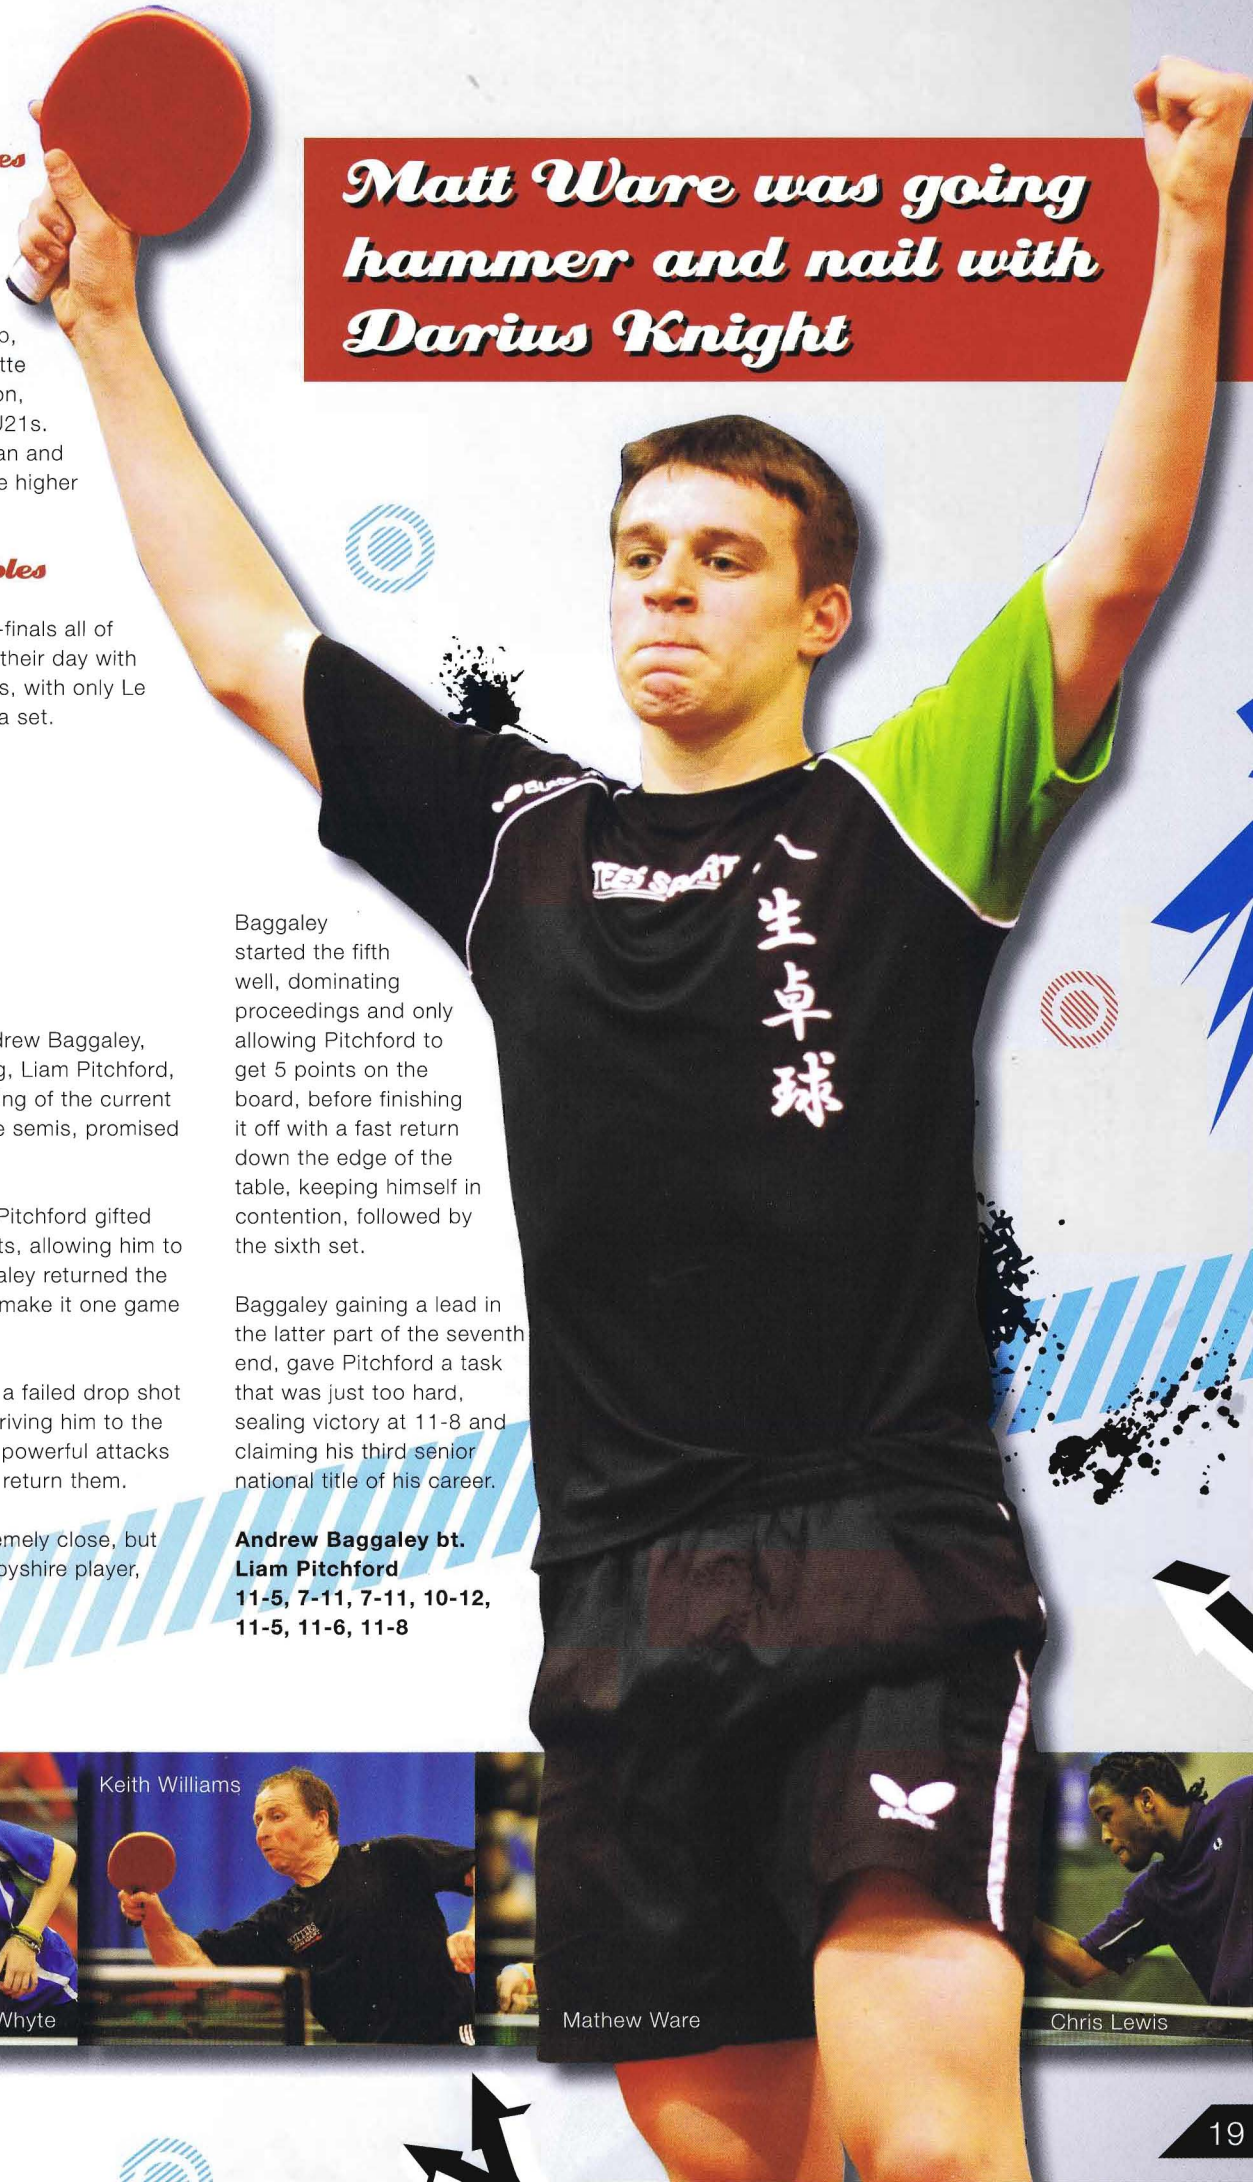 es
Matt Ware was going
hammer and nail with
Darius Knight
p,
tte
on,
U21s.
an and
e higher
oles
-finals all of
their day with
s, with only Le
a set.
TEES SPORT
八
生
卓
球
drew Baggaley,
g, Liam Pitchford,
ng of the current
e semis, promised
Pitchford gifted
ts, allowing him to
aley returned the
make it one game
a failed drop shot
riving him to the
powerful attacks
return them.
emely close, but
byshire player,
Baggaley
started the fifth
well, dominating
proceedings and only
allowing Pitchford to
get 5 points on the
board, before finishing
it off with a fast return
down the edge of the
table, keeping himself in
contention, followed by
the sixth set.
Baggaley gaining a lead in
the latter part of the seventh
end, gave Pitchford a task
that was just too hard,
sealing victory at 11-8 and
claiming his third senior
national title of his career.
Andrew Baggaley bt.
Liam Pitchford
11-5, 7-11, 7-11, 10-12,
11-5, 11-6, 11-8
Whyte
Keith Williams
Mathew Ware
Chris Lewis
19